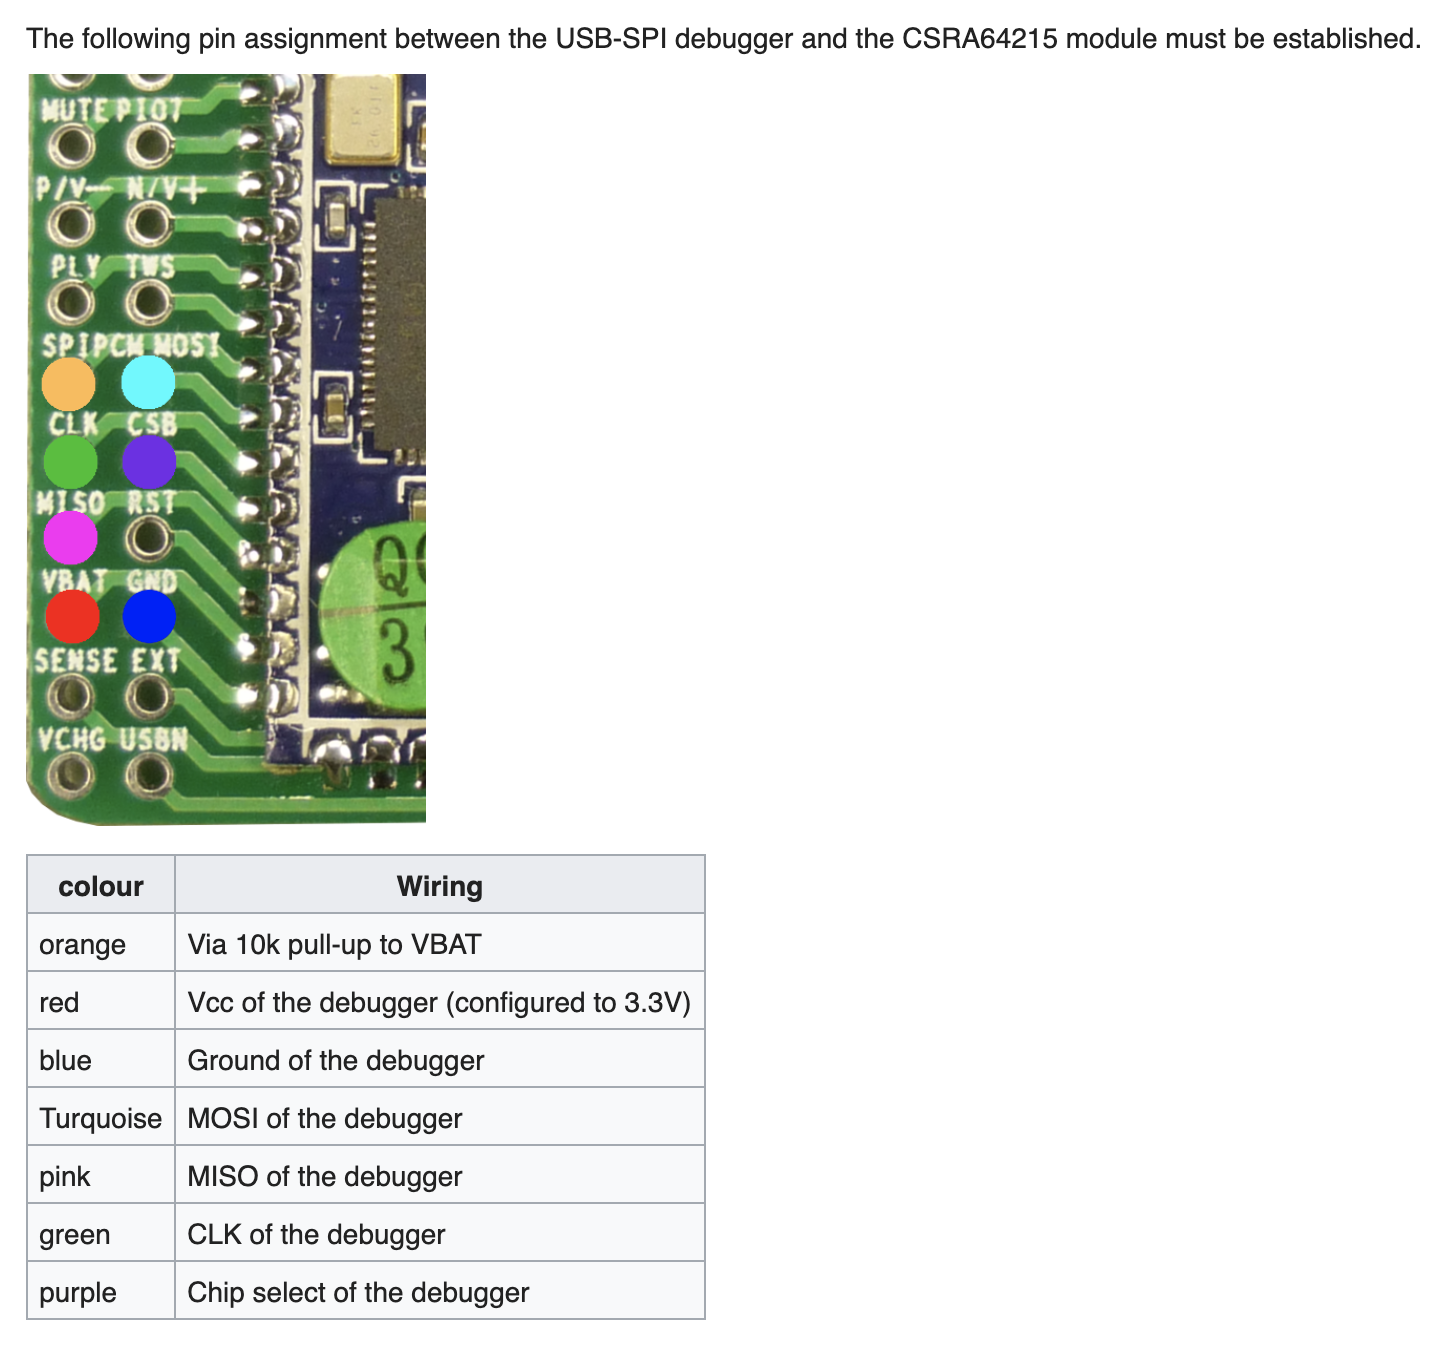 The following pin assignment between the USB-SPI debugger and the CSRA64215 module must be established.
MUTE PIO7
P/V- N/V+
PLY TWS
SPIPCM MOSI
CLK CSB
MISO RST
VBAT GND
SENSE EXT
VCHG USBN
3
colour Wiring
orange Via 10k pull-up to VBAT
red Vcc of the debugger (configured to 3.3V)
blue Ground of the debugger
Turquoise MOSI of the debugger
pink MISO of the debugger
green CLK of the debugger
purple Chip select of the debugger